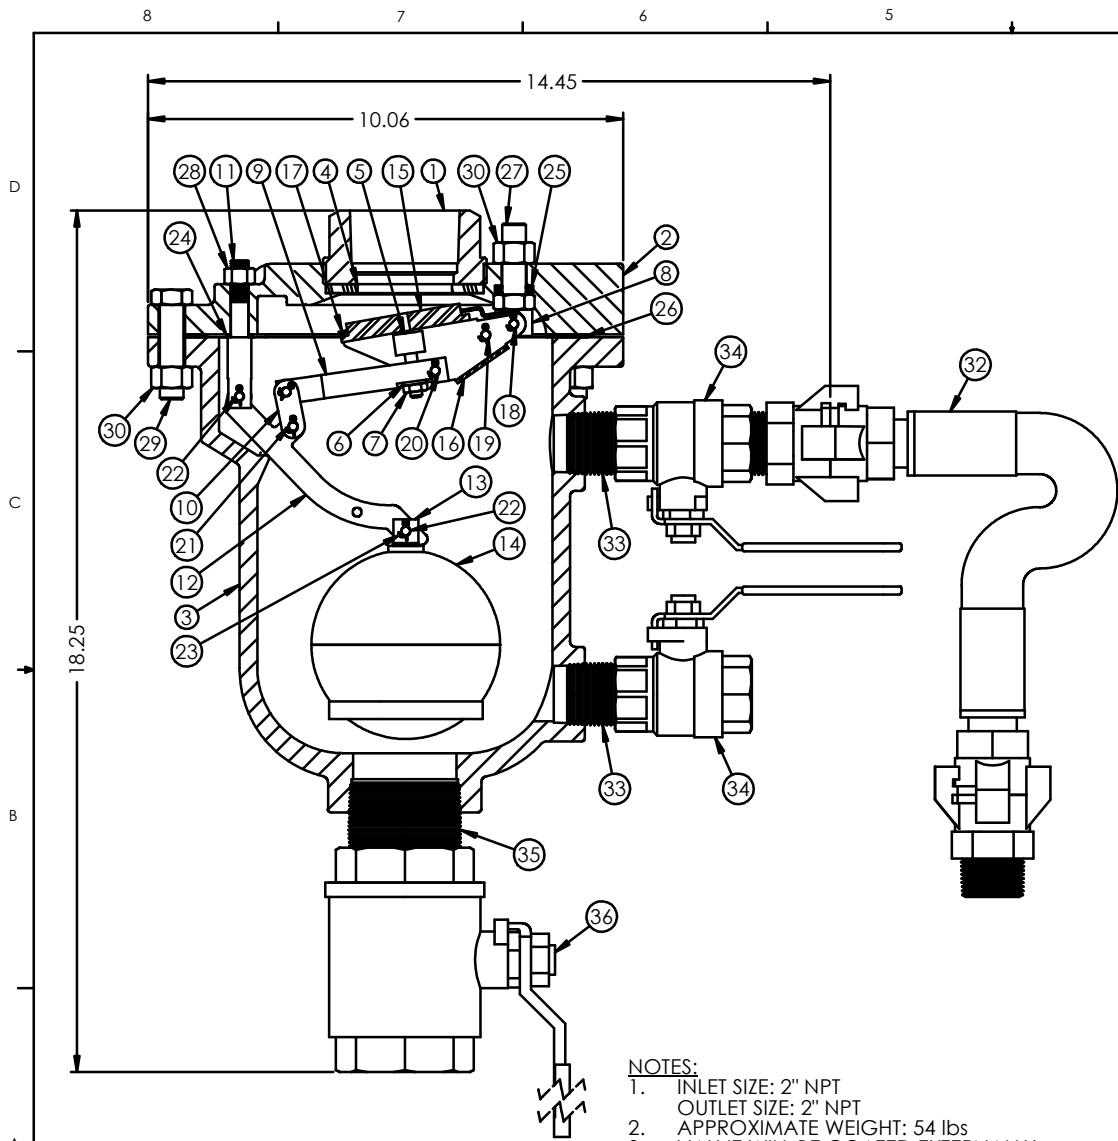 8 7 6 5
14.45
10.06
D
28 11 9 17 4 5 15 1 30 27 25
24 2
8
26
34 32
18
30 29 22 6 7 20 16 19
C
10 13
22
21 14 33
12
3
18.25
23
33 34
B
35
36
NOTES:
1. INLET SIZE: 2" NPT
OUTLET SIZE: 2" NPT
2. APPROXIMATE WEIGHT: 54 lbs